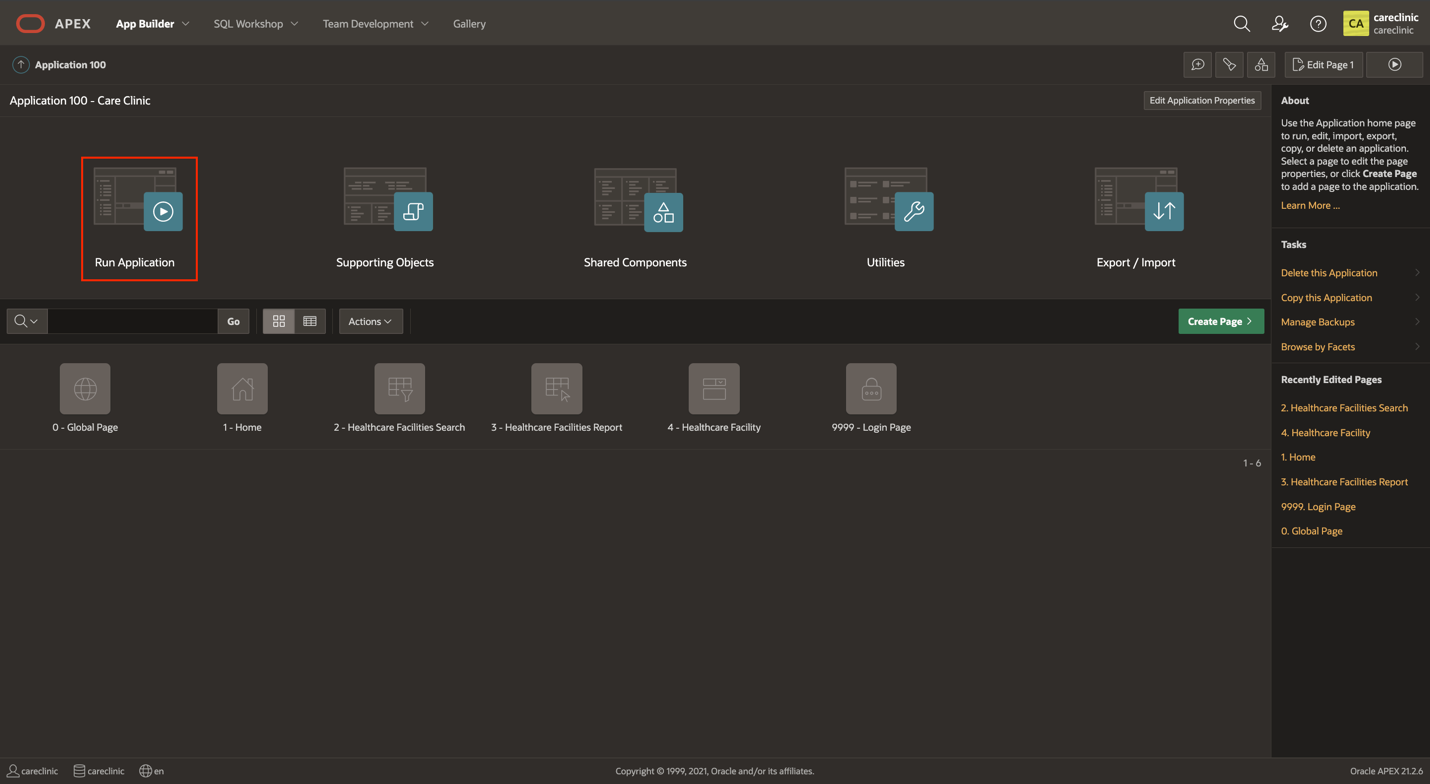 APEX App Builder SQL Workshop Team Development Gallery CA careclinic
careclinic
Application 100 Edit Page 1
Application 100 - Care Clinic Edit Application Properties
Run Application Supporting Objects Shared Components Utilities Export / Import
Go Actions Create Page
0 - Global Page 1 - Home 2 - Healthcare Facilities Search 3 - Healthcare Facilities Report 4 - Healthcare Facility 9999 - Login Page
1 - 6
About
Use the Application home page
to run, edit, import, export,
copy, or delete an application.
Select a page to edit the page
properties, or click Create Page
to add a page to the application.
Learn More ...
Tasks
Delete this Application
Copy this Application
Manage Backups
Browse by Facets
Recently Edited Pages
2. Healthcare Facilities Search
4. Healthcare Facility
1. Home
3. Healthcare Facilities Report
9999. Login Page
0. Global Page
careclinic careclinic en Copyright © 1999, 2021, Oracle and/or its affiliates. Oracle APEX 21.2.6